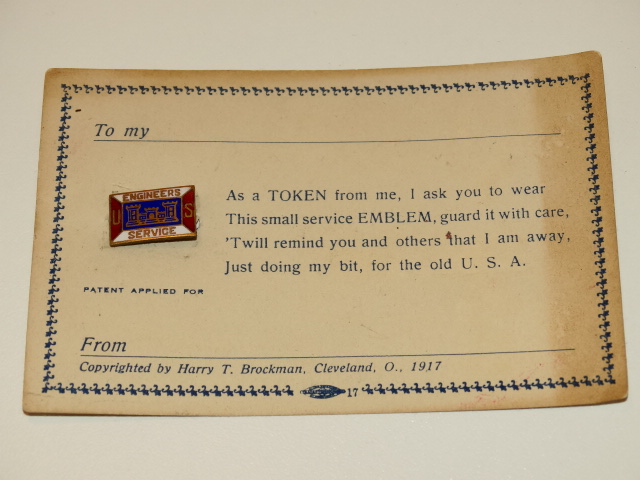 To my
ENGINEERS
U S
SERVICE
As a TOKEN from me, I ask you to wear
This small service EMBLEM, guard it with care,
'Twill remind you and others that I am away,
Just doing my bit, for the old U. S. A.
PATENT APPLIED FOR
From
Copyrighted by Harry T. Brockman, Cleveland, O., 1917
17